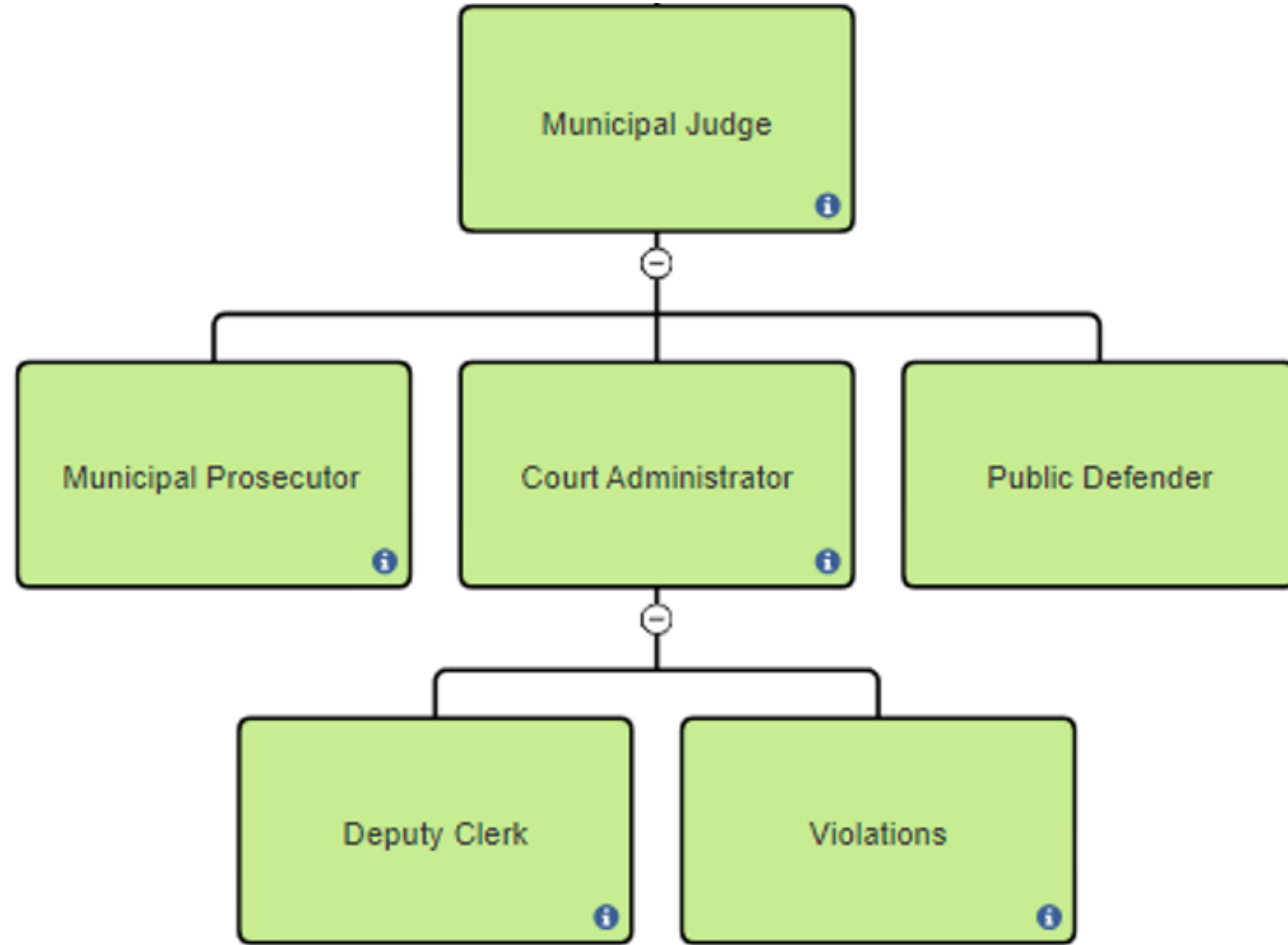 Municipal Judge
Municipal Prosecutor
Court Administrator
Public Defender
Deputy Clerk
Violations